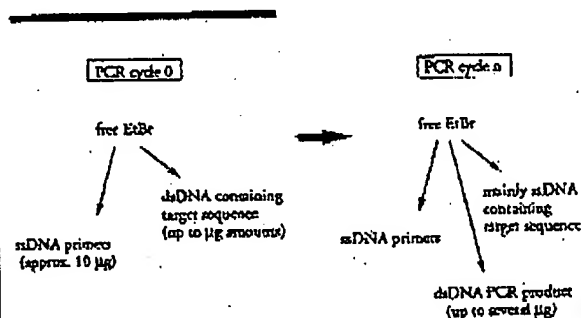 PCR cycle 0
free EtBr
dsDNA containing
target sequence
(up to µg amounts)
ssDNA primers
(approx. 10 µg)
PCR cycle n
free EtBr
mainly ssDNA
containing
target sequence
ssDNA primers
dsDNA PCR product
(up to several µg)